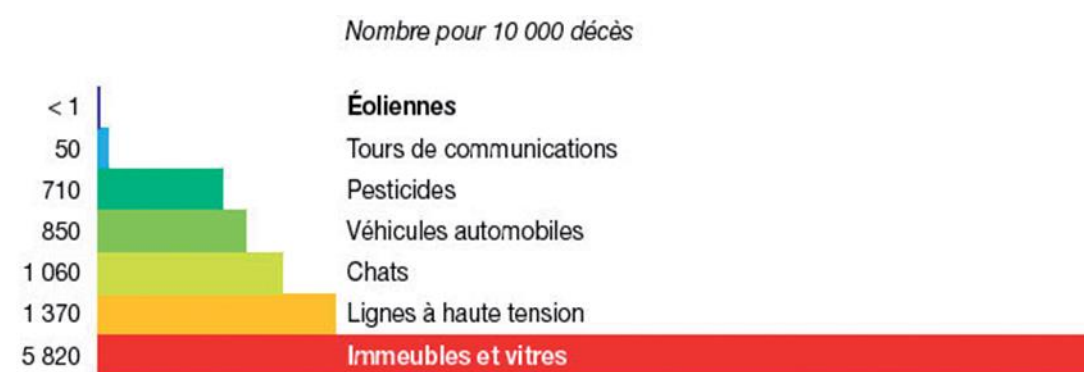 Nombre pour 10 000 décès
< 1 Éoliennes
50 Tours de communications
710 Pesticides
850 Véhicules automobiles
1 060 Chats
1 370 Lignes à haute tension
5 820 Immeubles et vitres